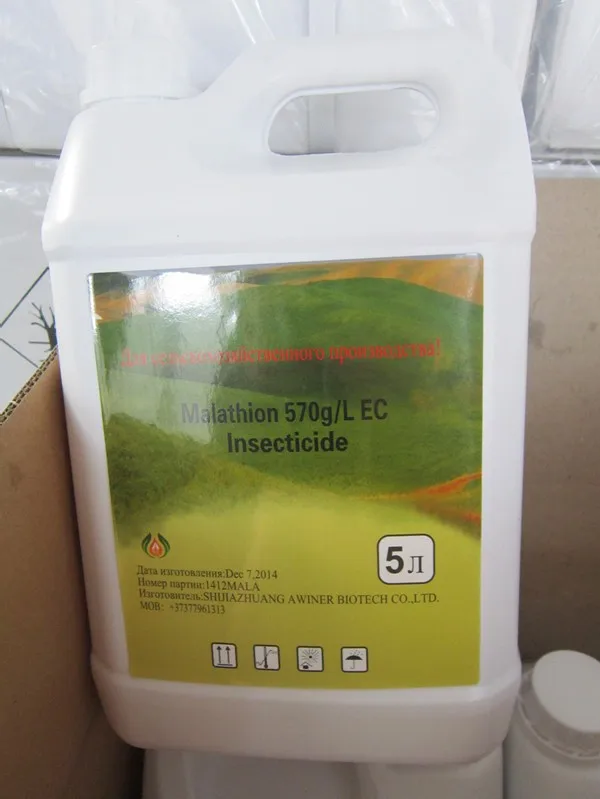 Для сельскохозяйственного производства!
Malathion 570g/L EC
Insecticide
5л
Дата изготовления:Dec 7,2014
Номер партии:1412MALA
Изготовитель:SHIJIAZHUANG AWINER BIOTECH CO.,LTD.
MOB: +37377961313